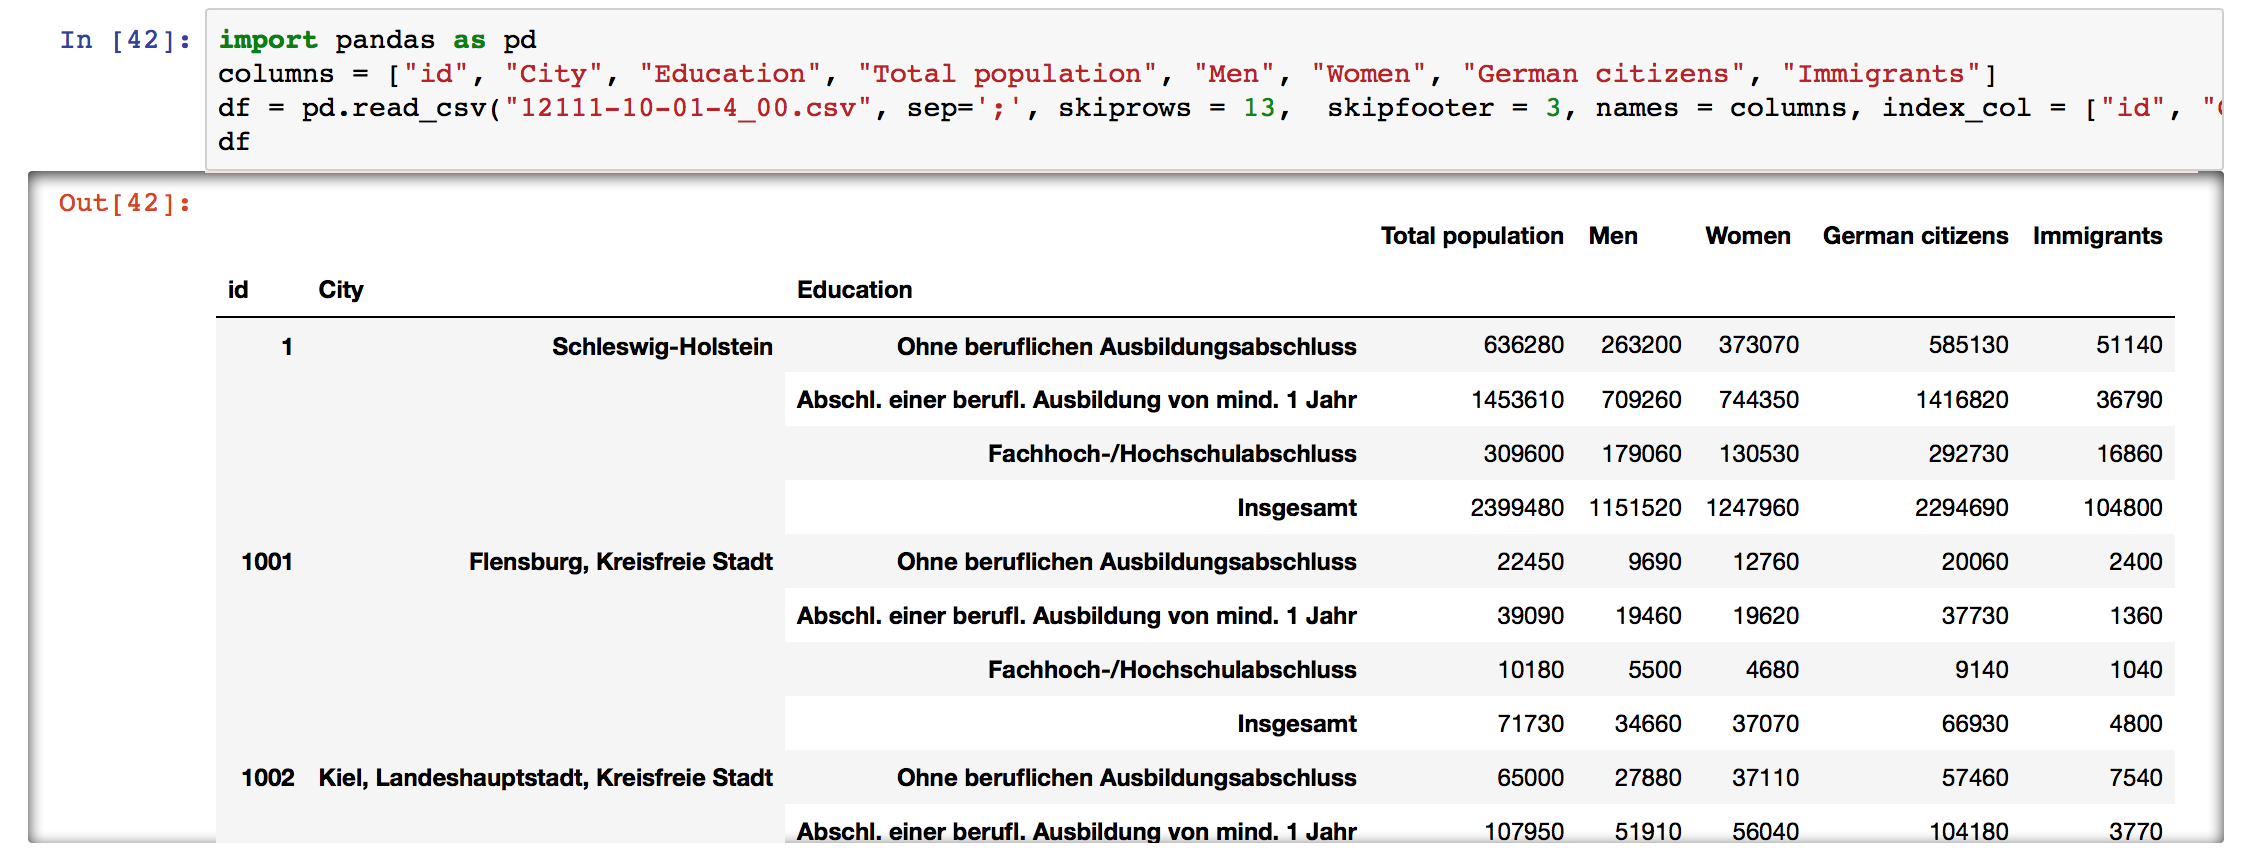 In [42]: import pandas as pd
columns = ["id", "City", "Education", "Total population", "Men", "Women", "German citizens", "Immigrants"]
df = pd.read_csv("12111-10-01-4_00.csv", sep=';', skiprows = 13,  skipfooter = 3, names = columns, index_col = ["id", "
df
Out[42]:
Total population Men Women German citizens Immigrants
id City Education
1 Schleswig-Holstein Ohne beruflichen Ausbildungsabschluss 636280 263200 373070 585130 51140
Abschl. einer berufl. Ausbildung von mind. 1 Jahr 1453610 709260 744350 1416820 36790
Fachhoch-/Hochschulabschluss 309600 179060 130530 292730 16860
Insgesamt 2399480 1151520 1247960 2294690 104800
1001 Flensburg, Kreisfreie Stadt Ohne beruflichen Ausbildungsabschluss 22450 9690 12760 20060 2400
Abschl. einer berufl. Ausbildung von mind. 1 Jahr 39090 19460 19620 37730 1360
Fachhoch-/Hochschulabschluss 10180 5500 4680 9140 1040
Insgesamt 71730 34660 37070 66930 4800
1002 Kiel, Landeshauptstadt, Kreisfreie Stadt Ohne beruflichen Ausbildungsabschluss 65000 27880 37110 57460 7540
Abschl. einer berufl. Ausbildung von mind. 1 Jahr 107950 51910 56040 104180 3770